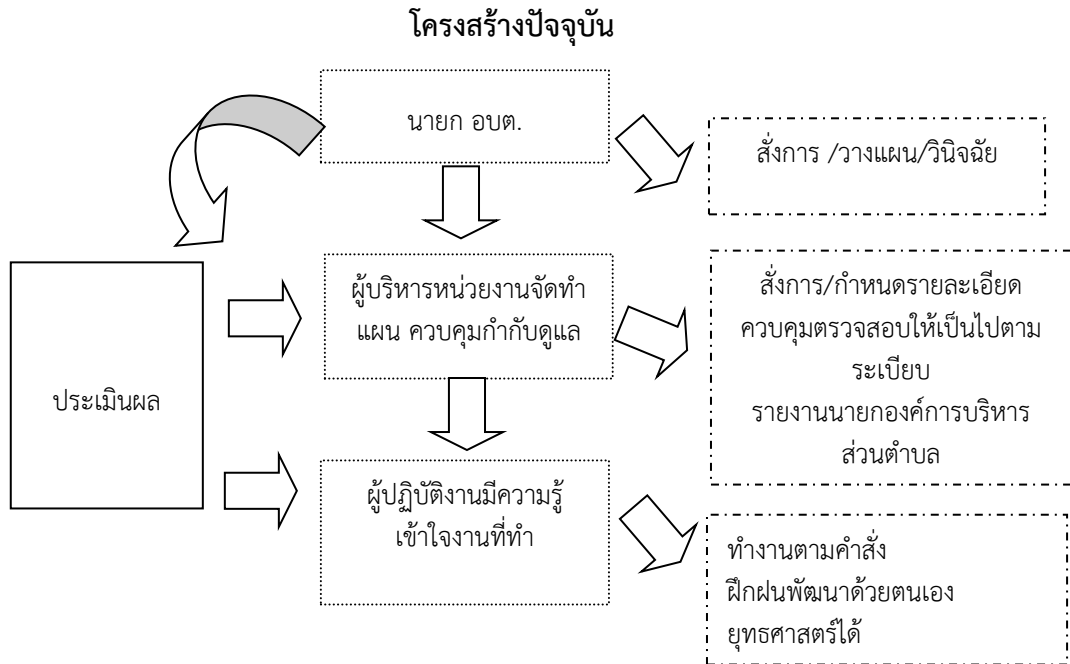 โครงสร้างปัจจุบัน
นายก อบต.
สั่งการ /วางแผน/วินิจฉัย
ผู้บริหารหน่วยงานจัดทำ
แผน ควบคุมกำกับดูแล
สั่งการ/กำหนดรายละเอียด
ควบคุมตรวจสอบให้เป็นไปตาม
ระเบียบ
รายงานนายกองค์การบริหาร
ส่วนตำบล
ประเมินผล
ผู้ปฏิบัติงานมีความรู้
เข้าใจงานที่ทำ
ทำงานตามคำสั่ง
ฝึกฝนพัฒนาด้วยตนเอง
ยุทธศาสตร์ได้